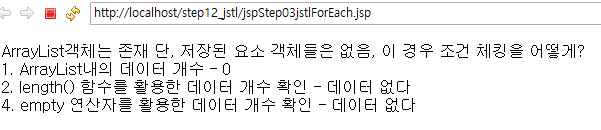 http://localhost/step12_jstl/jspStep03jstlForEach.jsp
ArrayList객체는 존재 단, 저장된 요소 객체들은 없음, 이 경우 조건 체킹을 어떻게?
1. ArrayList내의 데이터 개수 - 0
2. length() 함수를 활용한 데이터 개수 확인 - 데이터 없다
4. empty 연산자를 활용한 데이터 개수 확인 - 데이터 없다